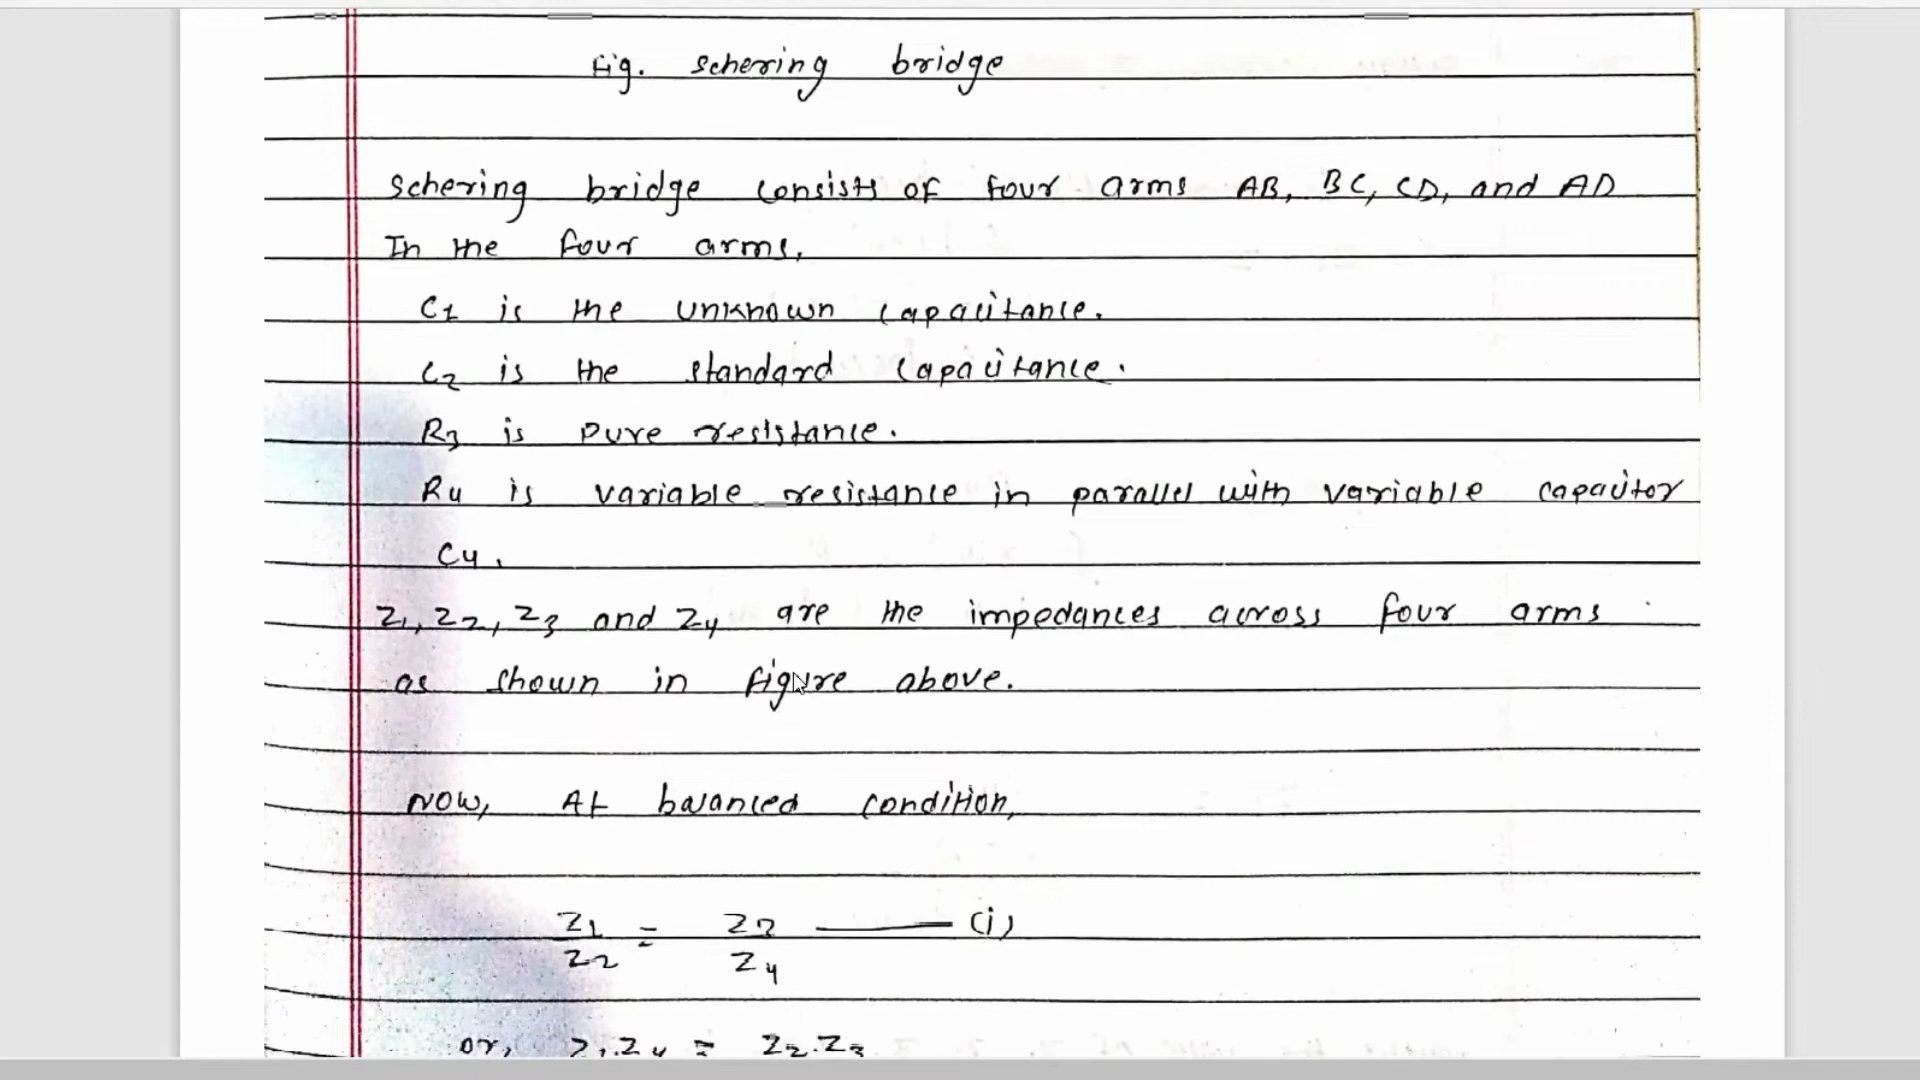 Fig. Schering bridge
Schering bridge consists of four arms AB, BC, CD, and AD
In the four arms,
C1 is the unknown capacitance.
C2 is the standard capacitance.
R3 is pure resistance.
R4 is variable resistance in parallel with variable capacitor
C4.
Z1, Z2, Z3 and Z4 are the impedances across four arms
as shown in figure above.
Now, At balanced condition,
Z1/Z2 = Z3/Z4 ——— (i)
or, Z1.Z4 = Z2.Z3